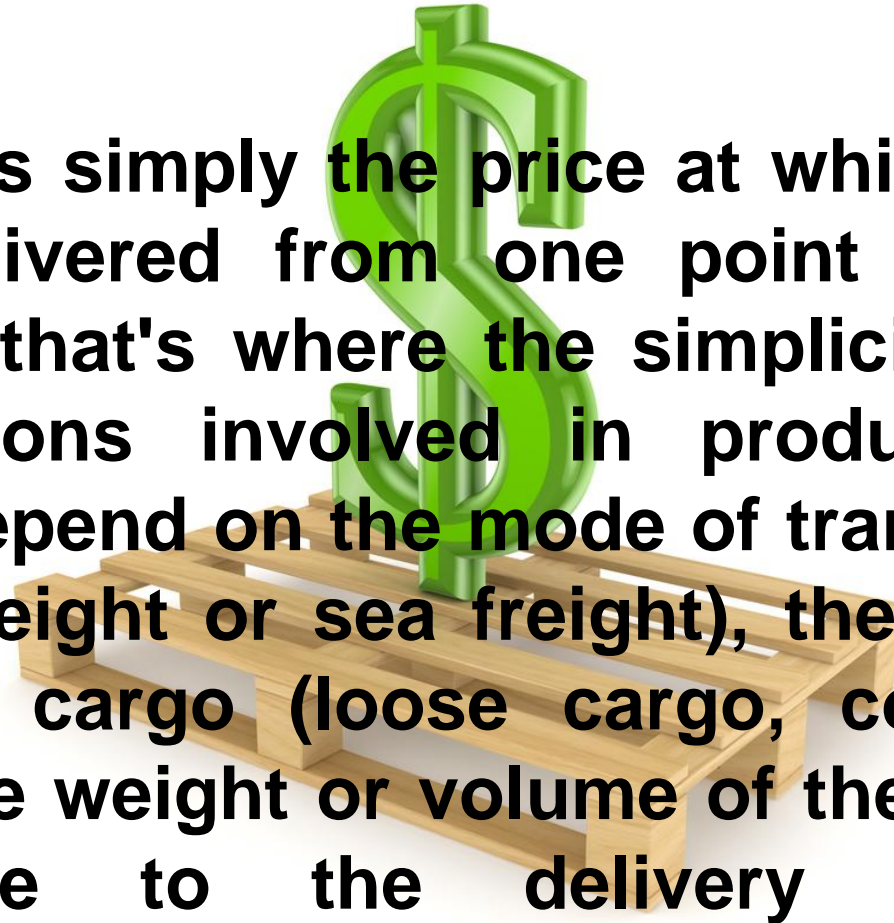 s simply the price at whi
ivered from one point
that's where the simplici
ons involved in produ
epend on the mode of tran
eight or sea freight), the
cargo (loose cargo, co
e weight or volume of the
e to the delivery